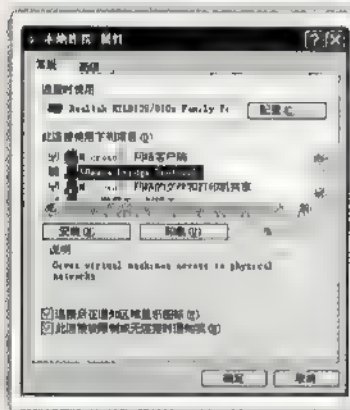 本地连接 属性
常规 高级
连接时使用
Realtek RTL8139/810x Family Fa
配置(C)
此连接使用下列项目(O)
网络客户端
VMware Bridge Protocol
网络的文件和打印机共享
安装(N)
卸载(U)
说明
Gives virtual machines access to physical
networks
连接后在通知区域显示图标(W)
此连接被限制或无连接时通知我(M)
确定
取消